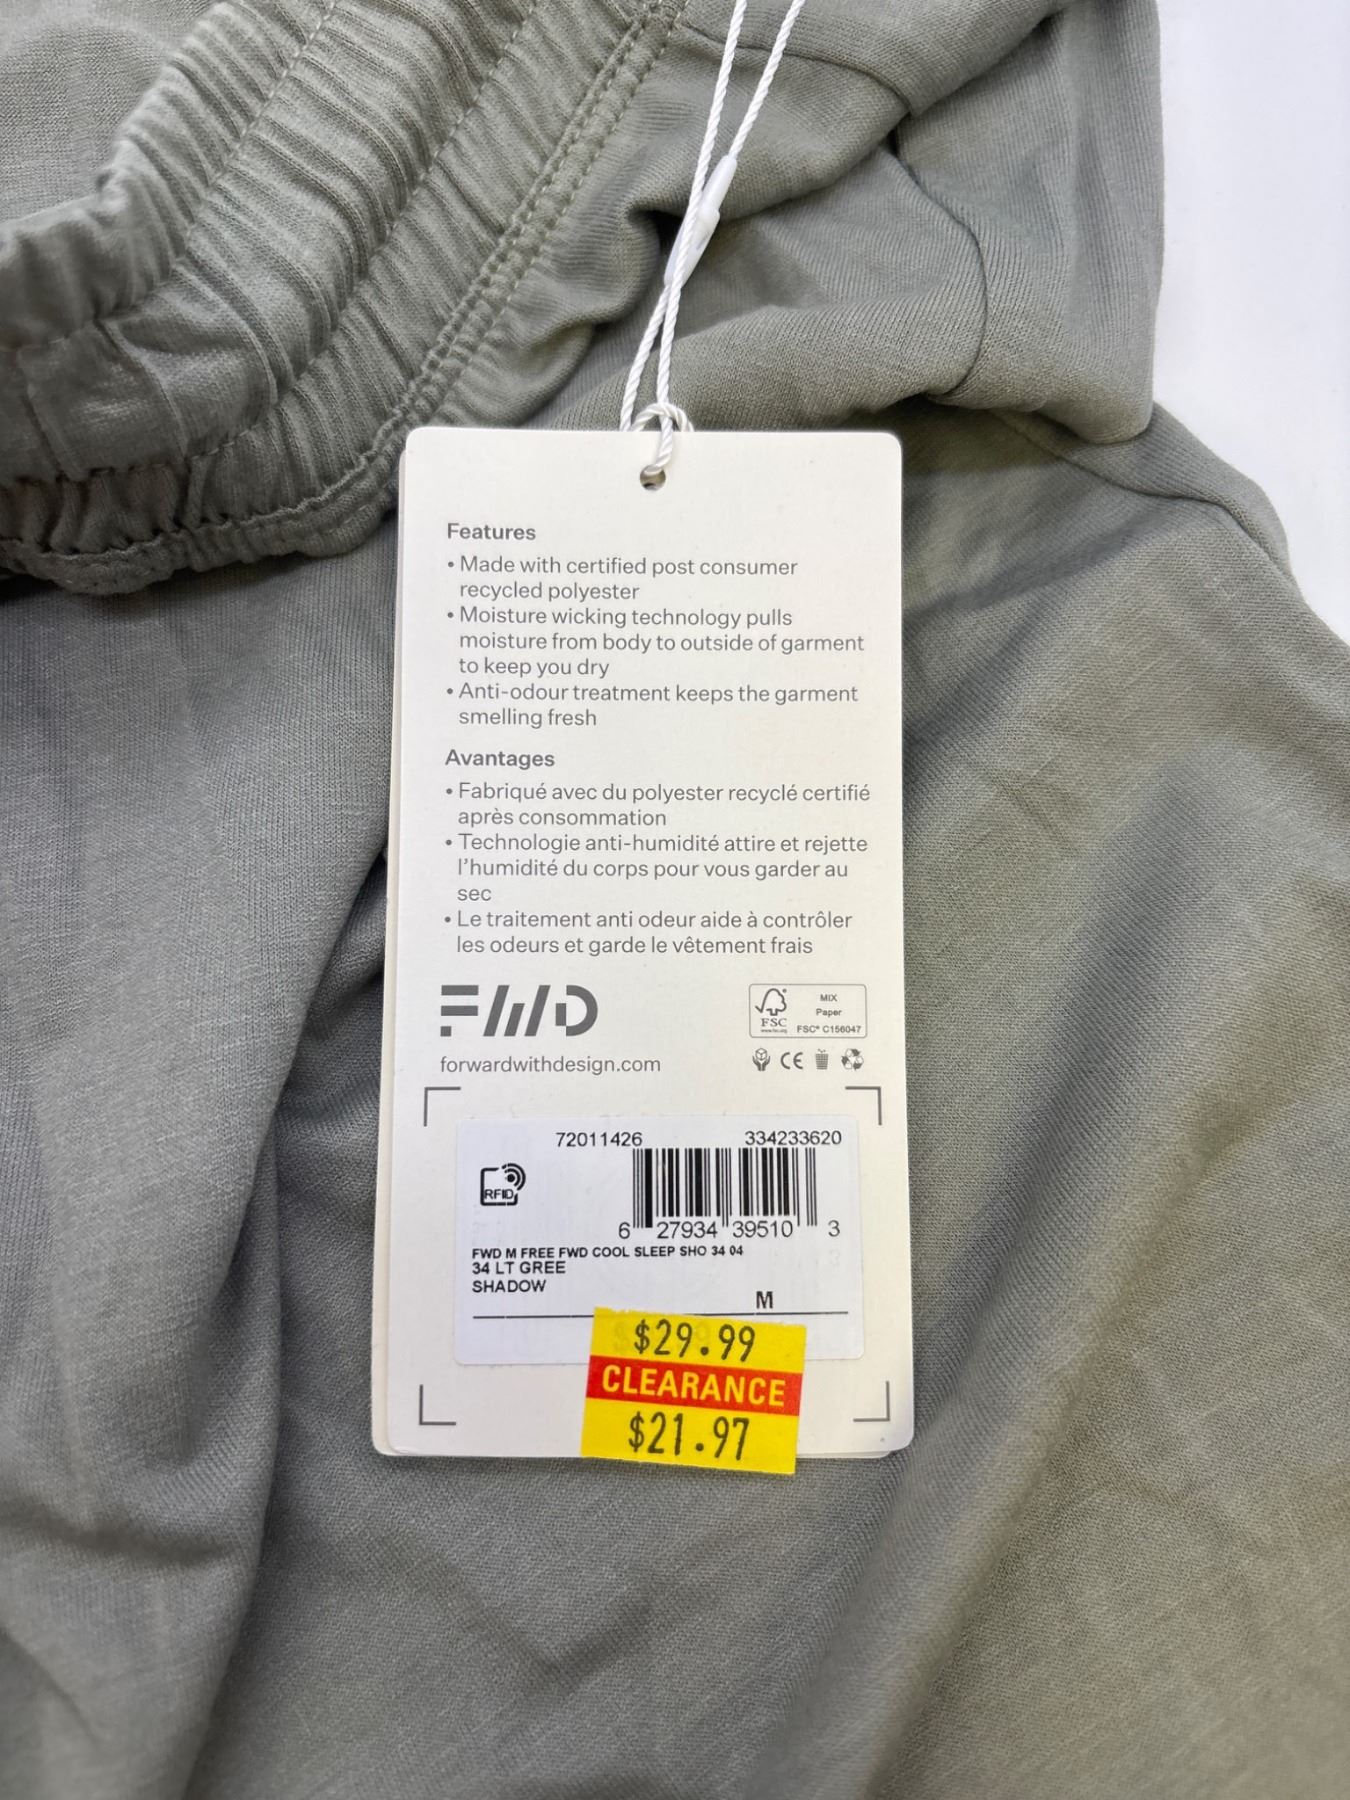 Features
• Made with certified post consumer
recycled polyester
• Moisture wicking technology pulls
moisture from body to outside of garment
to keep you dry
• Anti-odour treatment keeps the garment
smelling fresh
Avantages
• Fabriqué avec du polyester recyclé certifié
après consommation
• Technologie anti-humidité attire et rejette
l'humidité du corps pour vous garder au
sec
• Le traitement anti odeur aide à contrôler
les odeurs et garde le vêtement frais
FWD
forwardwithdesign.com
FSC
www.fsc.org
MIX
Paper
FSC® C156047
CE
72011426 334233620
RFID
6 27934 39510 3
FWD M FREE FWD COOL SLEEP SHO 34 04
34 LT GREE
SHADOW
M
$29.99
CLEARANCE
$21.97